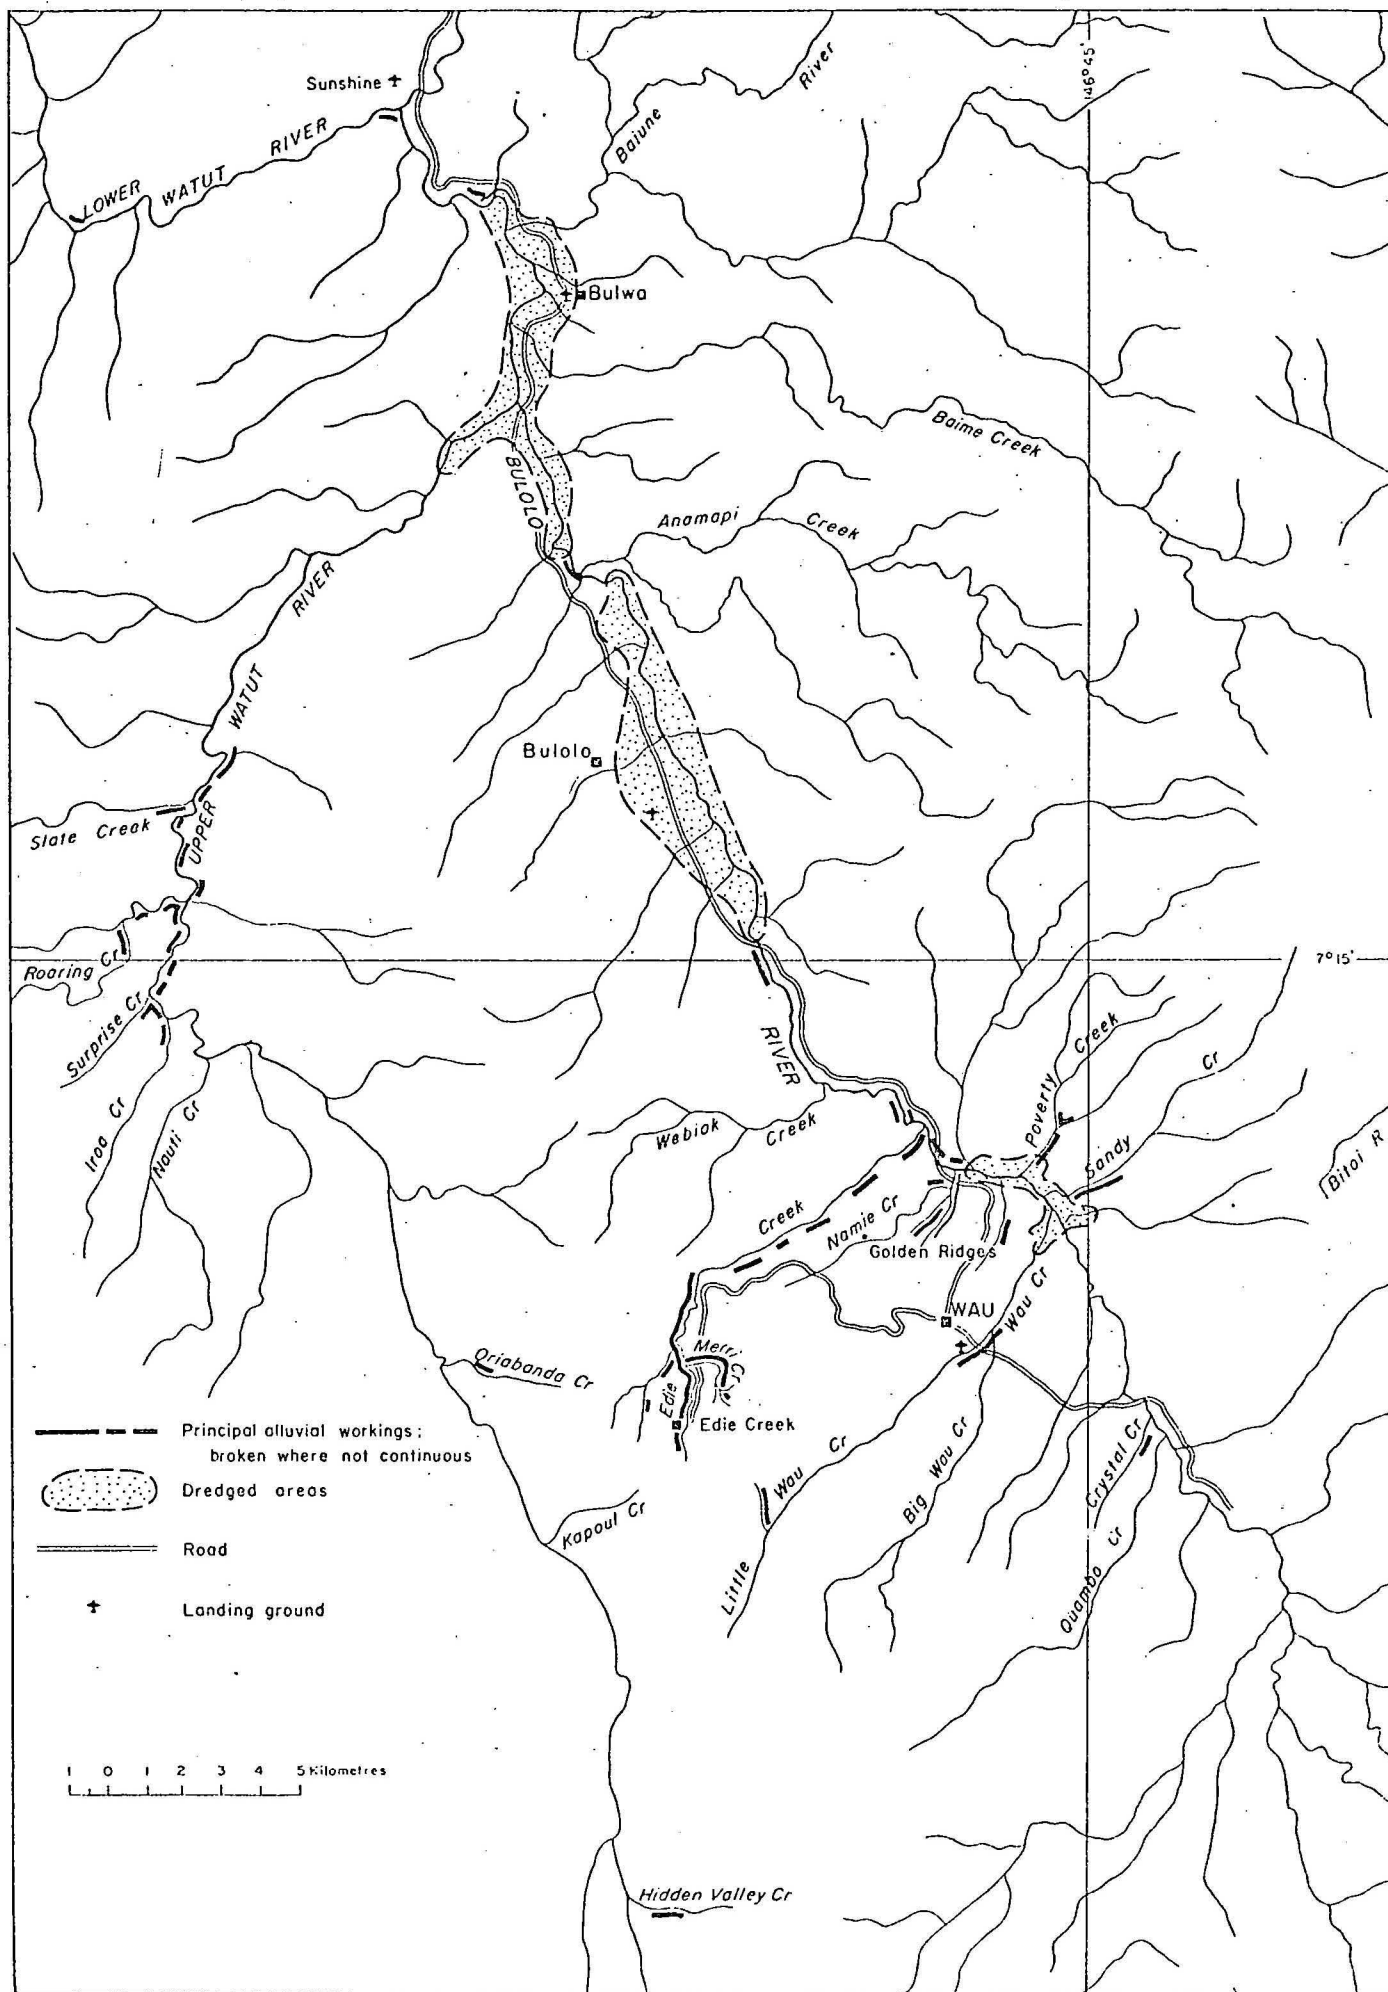 146°45'
Sunshine
River
Baiune
LOWER WATUT RIVER
Bulwa
Baime Creek
BULOLO
Anamapi Creek
RIVER
WATUT
Bulolo
UPPER
Slate Creek
7°15'
Roaring Cr
Surprise Cr
RIVER
Poverty Creek
Cr
Sandy
Iroa Cr
Nauti Cr
Webiak Creek
Bitoi R
Creek
Namie Cr
Golden Ridges
WAU
Wau Cr
Merri Cr
Oriabanda Cr
Edie
Edie Creek
Principal alluvial workings;
broken where not continuous
Dredged areas
Road
Landing ground
Little Wau Cr
Big Wau Cr
Crystal Cr
Quambo Cr
Kapoul Cr
1 0 1 2 3 4 5 Kilometres
Hidden Valley Cr